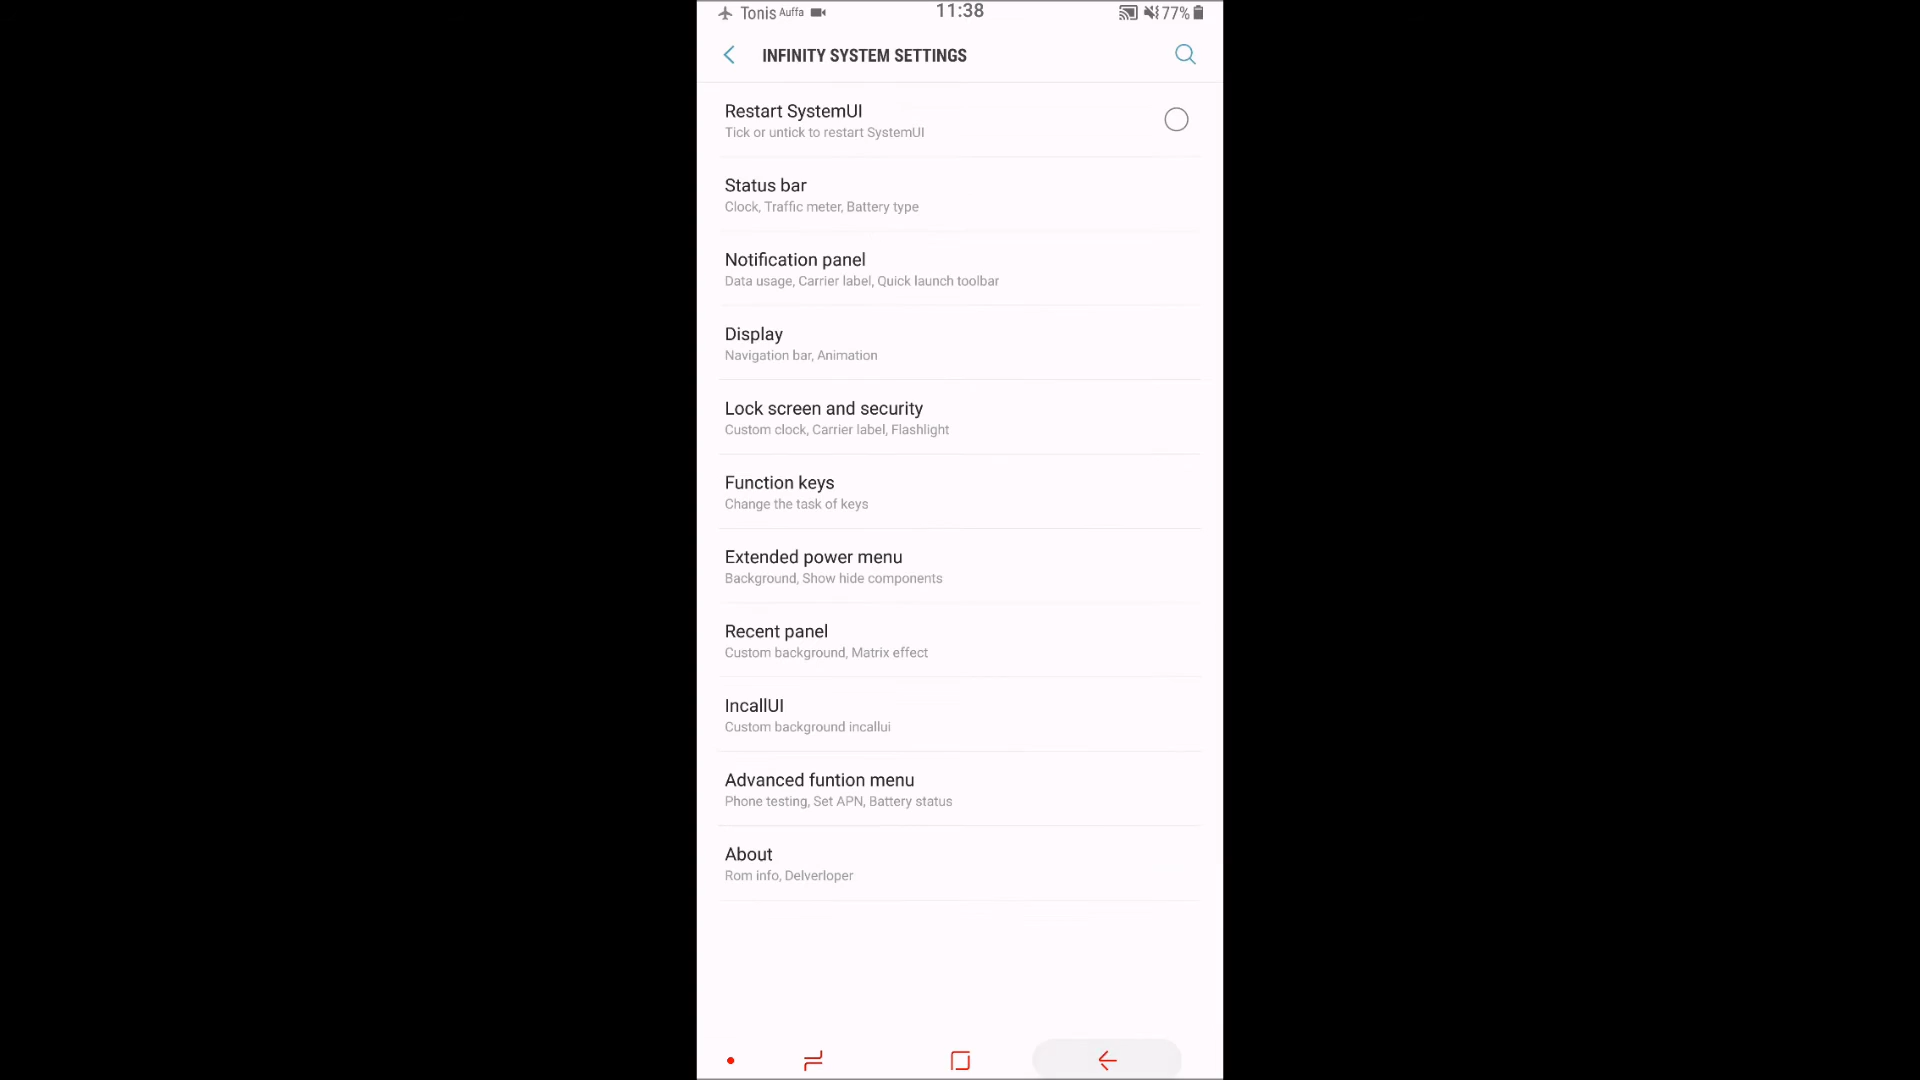 Tonis Auffa 11:38 77%
INFINITY SYSTEM SETTINGS
Restart SystemUI
Tick or untick to restart SystemUI
Status bar
Clock, Traffic meter, Battery type
Notification panel
Data usage, Carrier label, Quick launch toolbar
Display
Navigation bar, Animation
Lock screen and security
Custom clock, Carrier label, Flashlight
Function keys
Change the task of keys
Extended power menu
Background, Show hide components
Recent panel
Custom background, Matrix effect
IncallUI
Custom background incallui
Advanced funtion menu
Phone testing, Set APN, Battery status
About
Rom info, Delverloper